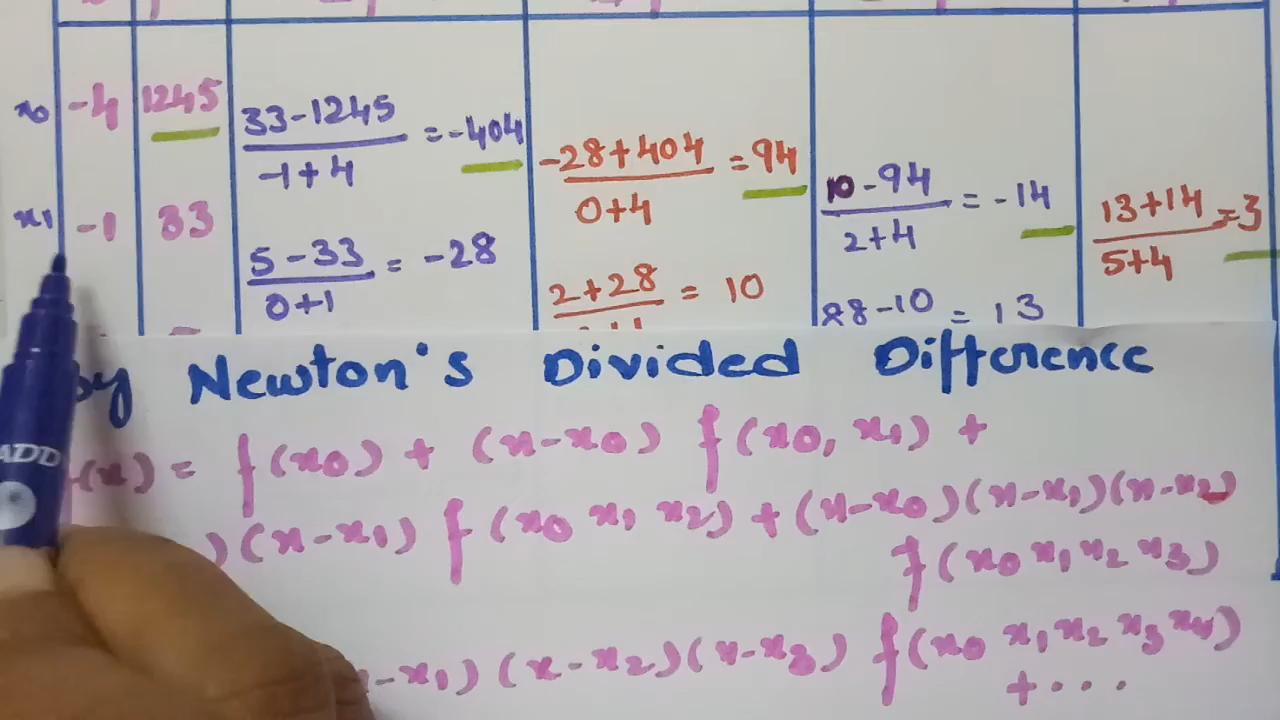 x0 -4 1245 33-1245/-1+4 = -404 -28+404/0+4 = 94 10-94/2+4 = -14 13+14/5+4 = 3
x1 -1 33 5-33/0+1 = -28 2+28 = 10 88-10 = 13
by Newton's Divided Difference
(x) = f(x0) + (x-x0) f(x0, x1) +
)(x-x1) f(x0 x1 x2) + (x-x0)(x-x1)(x-x2)
f(x0 x1 x2 x3)
-x1)(x-x2)(x-x3) f(x0 x1 x2 x3 x4)
+...
ADD